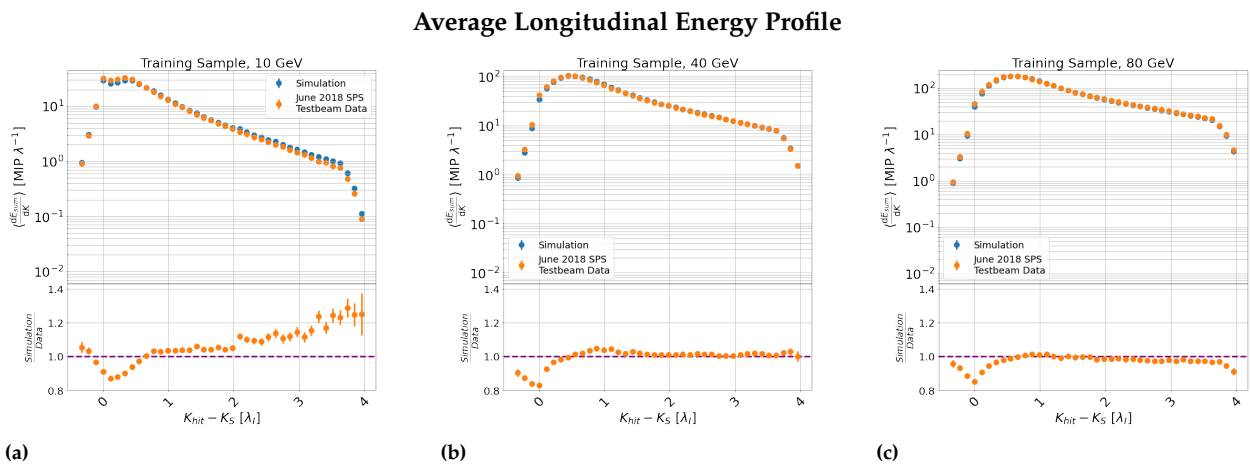 Average Longitudinal Energy Profile
Training Sample, 10 GeV
Simulation
June 2018 SPS
Testbeam Data
⟨dE_sum/dK⟩ [MIP λ⁻¹]
10¹
10⁰
10⁻¹
10⁻²
Simulation/Data
1.4
1.2
1.0
0.8
0 1 2 3 4
K_hit − K_S [λ_I]
(a)
Training Sample, 40 GeV
Simulation
June 2018 SPS
Testbeam Data
⟨dE_sum/dK⟩ [MIP λ⁻¹]
10²
10¹
10⁰
10⁻¹
10⁻²
Simulation/Data
1.4
1.2
1.0
0.8
0 1 2 3 4
K_hit − K_S [λ_I]
(b)
Training Sample, 80 GeV
Simulation
June 2018 SPS
Testbeam Data
⟨dE_sum/dK⟩ [MIP λ⁻¹]
10²
10¹
10⁰
10⁻¹
10⁻²
Simulation/Data
1.4
1.2
1.0
0.8
0 1 2 3 4
K_hit − K_S [λ_I]
(c)